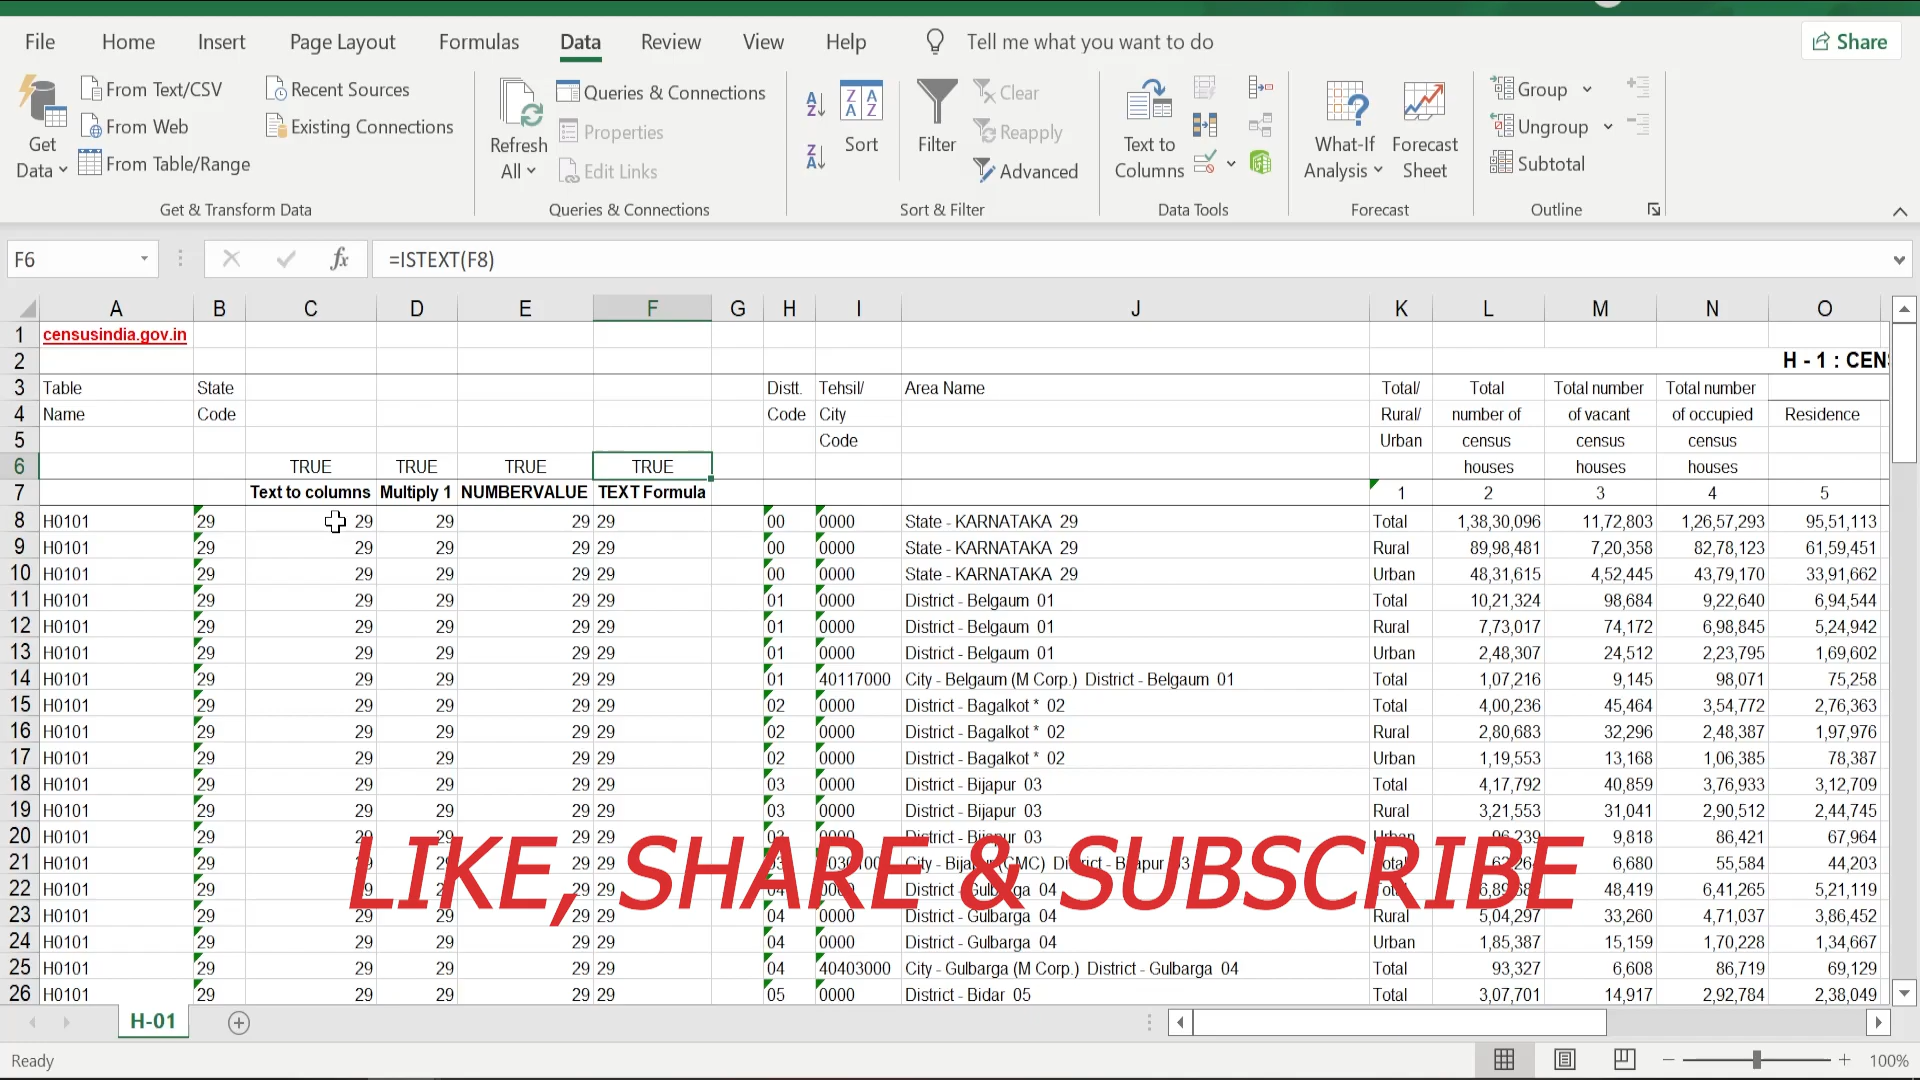 File Home Insert Page Layout Formulas Data Review View Help Tell me what you want to do Share
Get Data From Text/CSV From Web From Table/Range Recent Sources Existing Connections
Get & Transform Data
Refresh All Queries & Connections Properties Edit Links
Queries & Connections
Sort Filter Clear Reapply Advanced
Sort & Filter
Text to Columns
Data Tools
What-If Analysis Forecast Sheet
Forecast
Group Ungroup Subtotal
Outline
F6 fx =ISTEXT(F8)
A B C D E F G H I J K L M N O
1 censusindia.gov.in
2 H - 1 : CEN
3 Table State Distt. Tehsil/ Area Name Total/ Total Total number Total number
4 Name Code Code City Rural/ number of of vacant of occupied Residence
5 Code Urban census census census
6 TRUE TRUE TRUE TRUE houses houses houses
7 Text to columns Multiply 1 NUMBERVALUE TEXT Formula 1 2 3 4 5
8 H0101 29 29 29 29 29 00 0000 State - KARNATAKA 29 Total 1,38,30,096 11,72,803 1,26,57,293 95,51,113
9 H0101 29 29 29 29 29 00 0000 State - KARNATAKA 29 Rural 89,98,481 7,20,358 82,78,123 61,59,451
10 H0101 29 29 29 29 29 00 0000 State - KARNATAKA 29 Urban 48,31,615 4,52,445 43,79,170 33,91,662
11 H0101 29 29 29 29 29 01 0000 District - Belgaum 01 Total 10,21,324 98,684 9,22,640 6,94,544
12 H0101 29 29 29 29 29 01 0000 District - Belgaum 01 Rural 7,73,017 74,172 6,98,845 5,24,942
13 H0101 29 29 29 29 29 01 0000 District - Belgaum 01 Urban 2,48,307 24,512 2,23,795 1,69,602
14 H0101 29 29 29 29 29 01 40117000 City - Belgaum (M Corp.) District - Belgaum 01 Total 1,07,216 9,145 98,071 75,258
15 H0101 29 29 29 29 29 02 0000 District - Bagalkot * 02 Total 4,00,236 45,464 3,54,772 2,76,363
16 H0101 29 29 29 29 29 02 0000 District - Bagalkot * 02 Rural 2,80,683 32,296 2,48,387 1,97,976
17 H0101 29 29 29 29 29 02 0000 District - Bagalkot * 02 Urban 1,19,553 13,168 1,06,385 78,387
18 H0101 29 29 29 29 29 03 0000 District - Bijapur 03 Total 4,17,792 40,859 3,76,933 3,12,709
19 H0101 29 29 29 29 29 03 0000 District - Bijapur 03 Rural 3,21,553 31,041 2,90,512 2,44,745
20 H0101 29 29 29 29 29 03 0000 District - Bijapur 03 Urban 96,239 9,818 86,421 67,964
21 H0101 29 29 29 29 29 City - District - 6,680 55,584 44,203
LIKE, SHARE & SUBSCRIBE
22 H0101 29 29 29 29 29 04 District - Gulbarga 04 48,419 6,41,265 5,21,119
23 H0101 29 29 29 29 29 04 0000 District - Gulbarga 04 Rural 5,04,297 33,260 4,71,037 3,86,452
24 H0101 29 29 29 29 29 04 0000 District - Gulbarga 04 Urban 1,85,387 15,159 1,70,228 1,34,667
25 H0101 29 29 29 29 29 04 40403000 City - Gulbarga (M Corp.) District - Gulbarga 04 Total 93,327 6,608 86,719 69,129
26 H0101 29 29 29 29 29 05 0000 District - Bidar 05 Total 3,07,701 14,917 2,92,784 2,38,049
H-01
Ready 100%